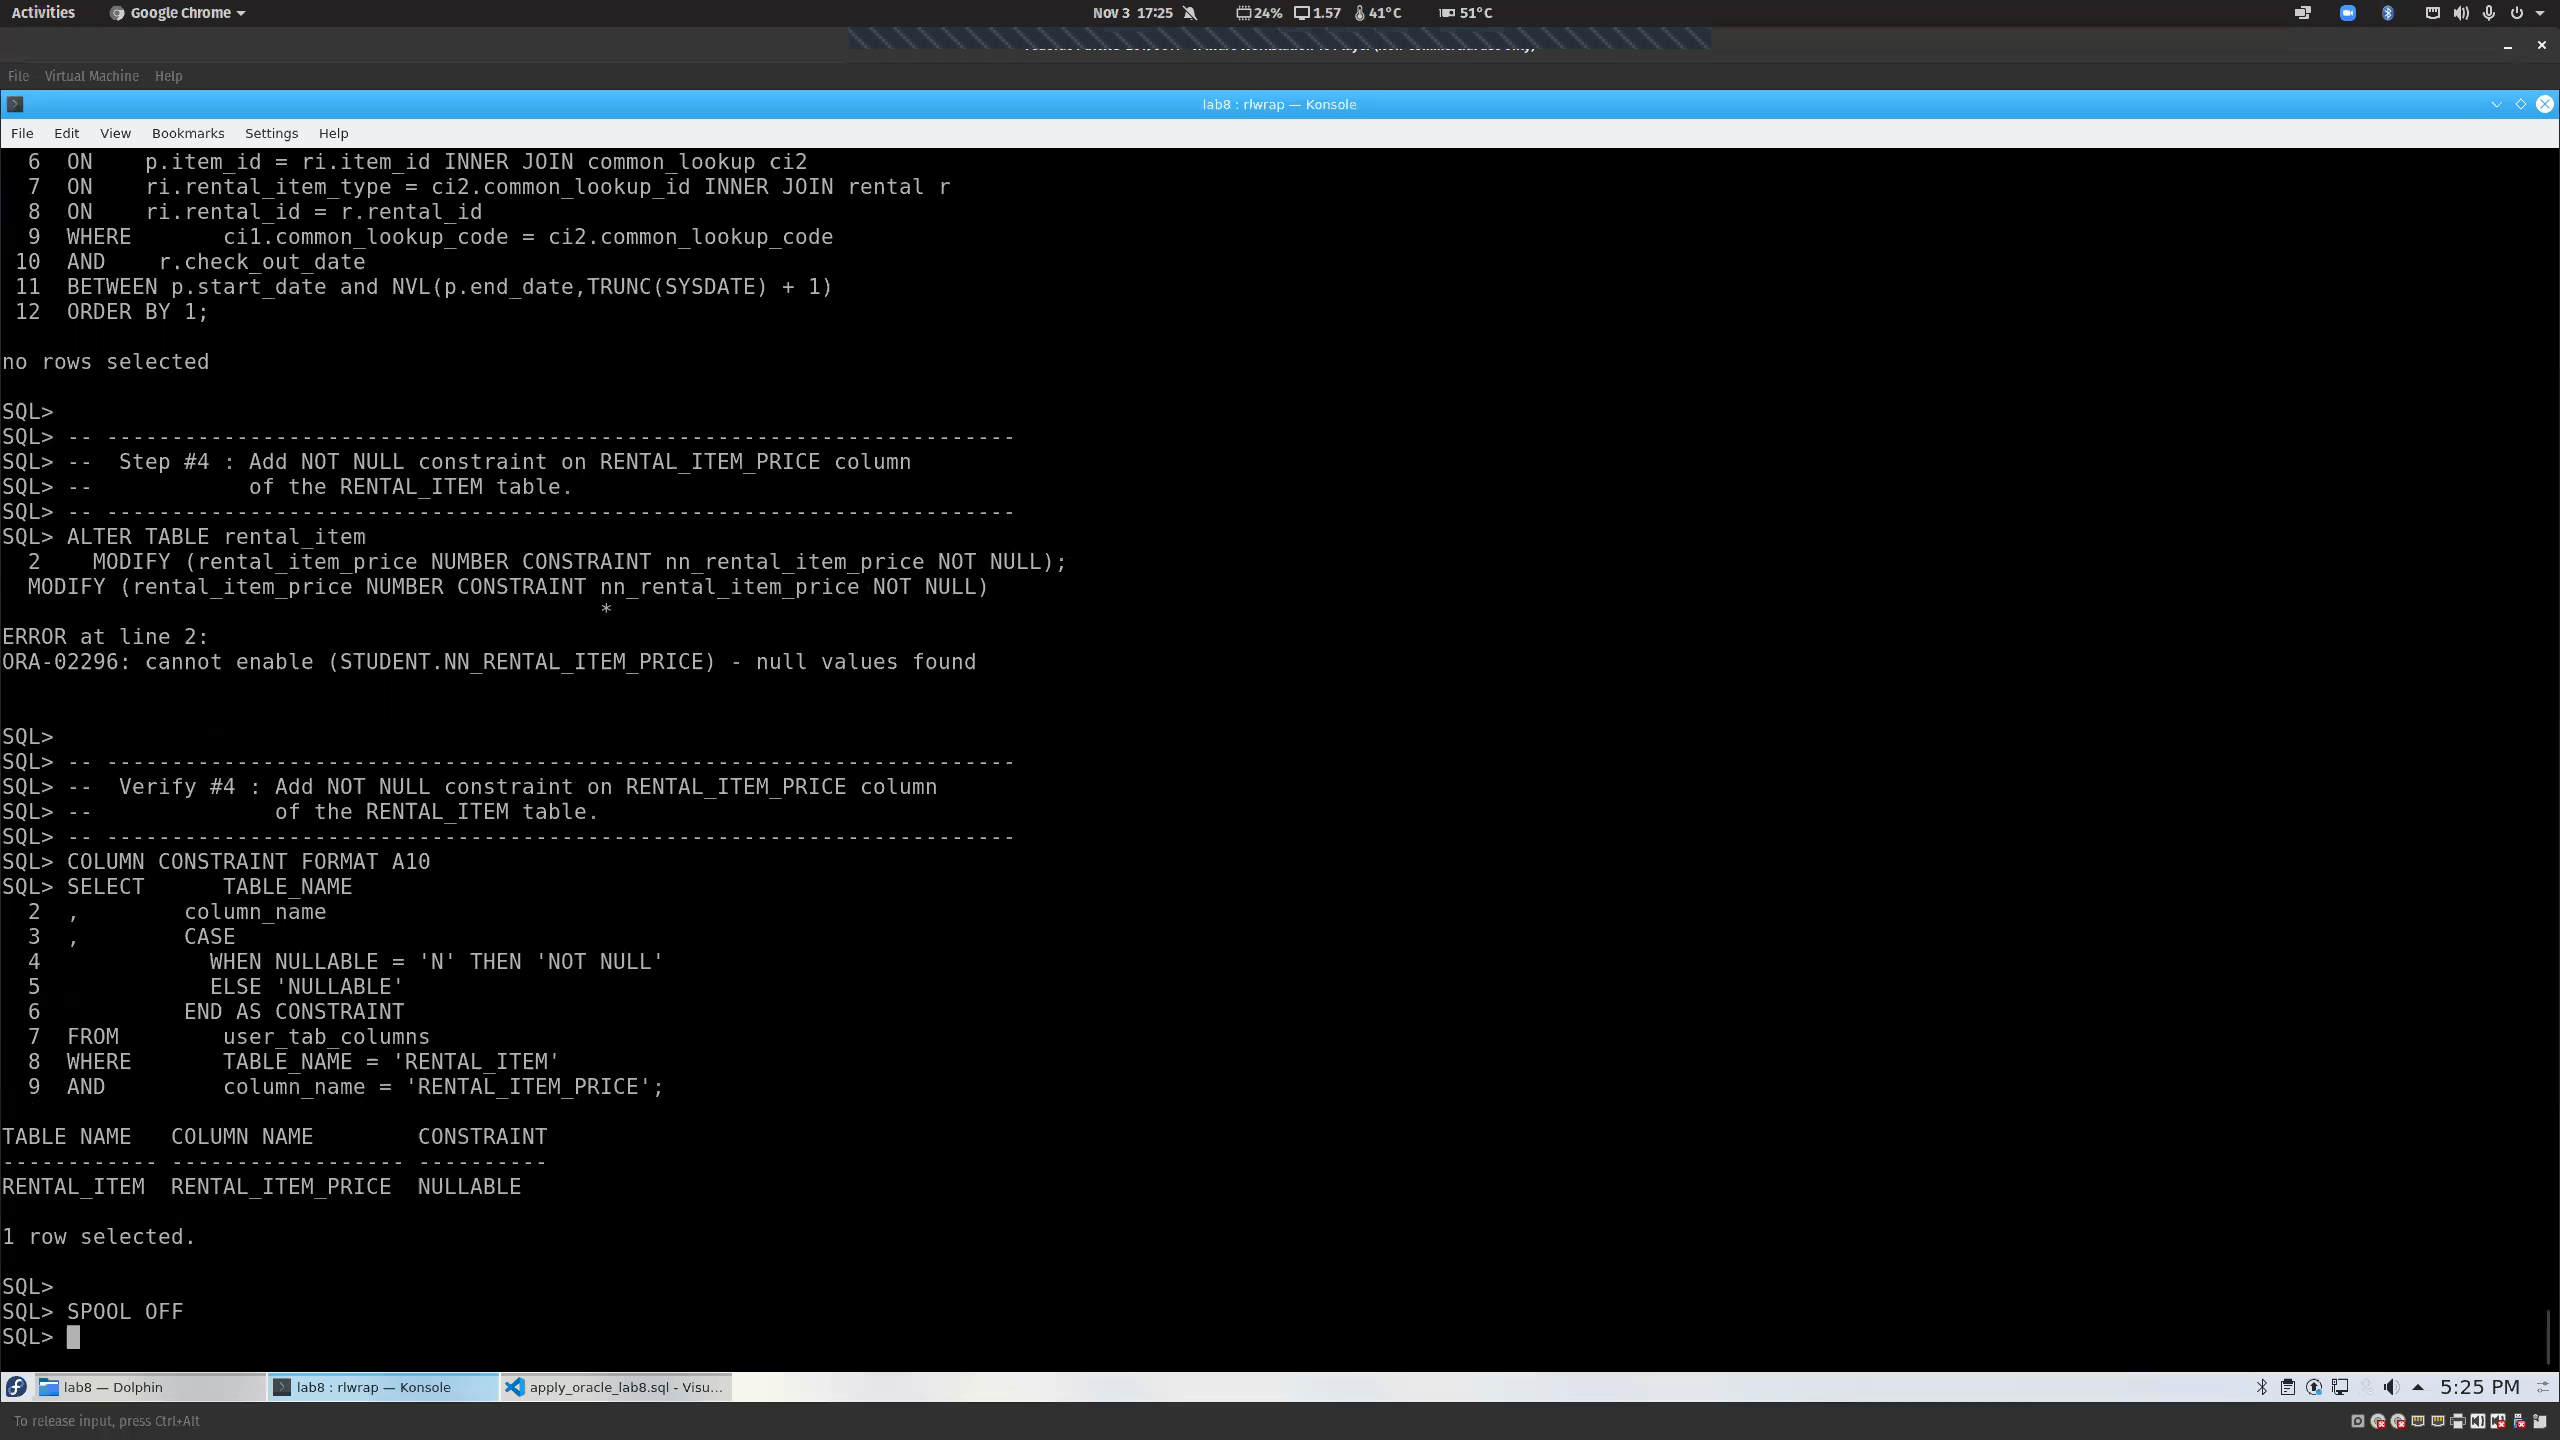 Activities Google Chrome Nov 3 17:25 24% 1.57 41°C 51°C
File Virtual Machine Help
lab8 : rlwrap — Konsole
File Edit View Bookmarks Settings Help
6 ON p.item_id = ri.item_id INNER JOIN common_lookup ci2
7 ON ri.rental_item_type = ci2.common_lookup_id INNER JOIN rental r
8 ON ri.rental_id = r.rental_id
9 WHERE ci1.common_lookup_code = ci2.common_lookup_code
10 AND r.check_out_date
11 BETWEEN p.start_date and NVL(p.end_date,TRUNC(SYSDATE) + 1)
12 ORDER BY 1;
no rows selected
SQL>
SQL> -- ----------------------------------------------------------------------
SQL> -- Step #4 : Add NOT NULL constraint on RENTAL_ITEM_PRICE column
SQL> -- of the RENTAL_ITEM table.
SQL> -- ----------------------------------------------------------------------
SQL> ALTER TABLE rental_item
2 MODIFY (rental_item_price NUMBER CONSTRAINT nn_rental_item_price NOT NULL);
MODIFY (rental_item_price NUMBER CONSTRAINT nn_rental_item_price NOT NULL)
*
ERROR at line 2:
ORA-02296: cannot enable (STUDENT.NN_RENTAL_ITEM_PRICE) - null values found
SQL>
SQL> -- ----------------------------------------------------------------------
SQL> -- Verify #4 : Add NOT NULL constraint on RENTAL_ITEM_PRICE column
SQL> -- of the RENTAL_ITEM table.
SQL> -- ----------------------------------------------------------------------
SQL> COLUMN CONSTRAINT FORMAT A10
SQL> SELECT TABLE_NAME
2 , column_name
3 , CASE
4 WHEN NULLABLE = 'N' THEN 'NOT NULL'
5 ELSE 'NULLABLE'
6 END AS CONSTRAINT
7 FROM user_tab_columns
8 WHERE TABLE_NAME = 'RENTAL_ITEM'
9 AND column_name = 'RENTAL_ITEM_PRICE';
TABLE NAME COLUMN NAME CONSTRAINT
------------ ------------------ ----------
RENTAL_ITEM RENTAL_ITEM_PRICE NULLABLE
1 row selected.
SQL>
SQL> SPOOL OFF
SQL>
lab8 — Dolphin lab8 : rlwrap — Konsole apply_oracle_lab8.sql - Visu... 5:25 PM
To release input, press Ctrl+Alt